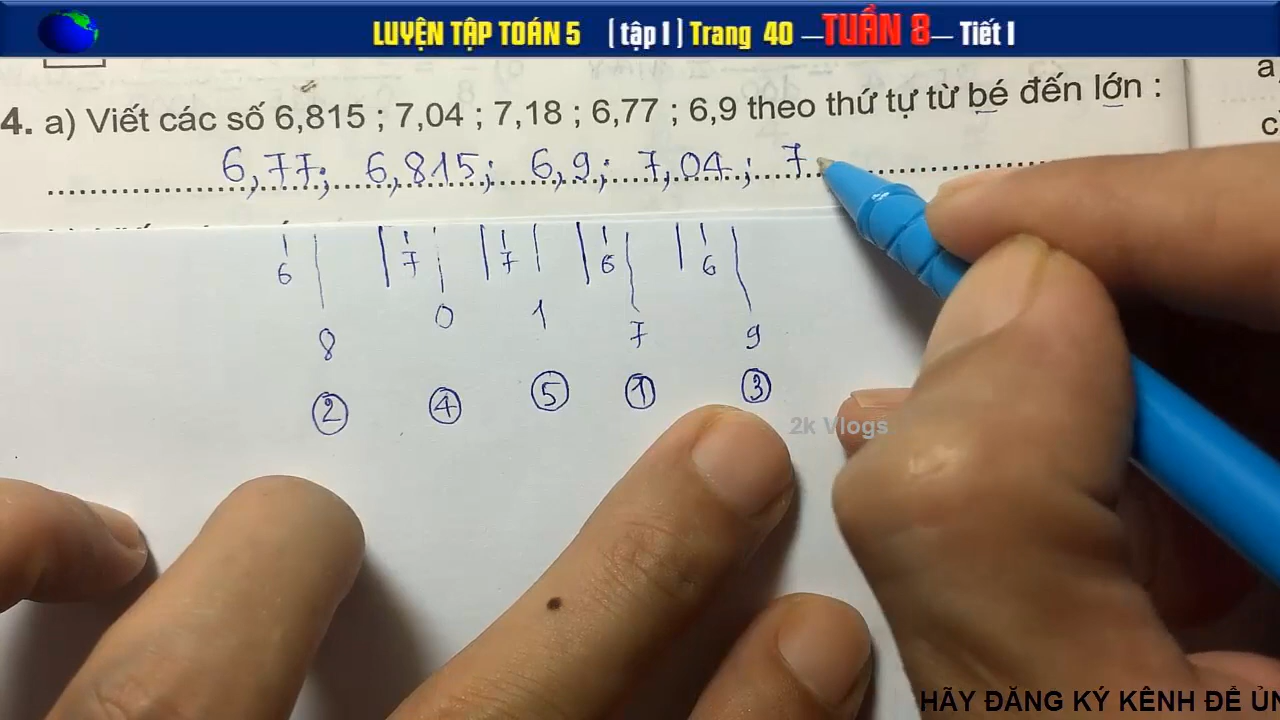 LUYỆN TẬP TOÁN 5 ( tập 1 ) Trang 40 —TUẦN 8— Tiết 1
a
4. a) Viết các số 6,815 ; 7,04 ; 7,18 ; 6,77 ; 6,9 theo thứ tự từ bé đến lớn :
c
6,77; 6,815; 6,9; 7,04; 7
6 7 7 6 6
8 0 1 7 9
2 4 5 1 3
2k Vlogs
HÃY ĐĂNG KÝ KÊNH ĐỂ ỦN